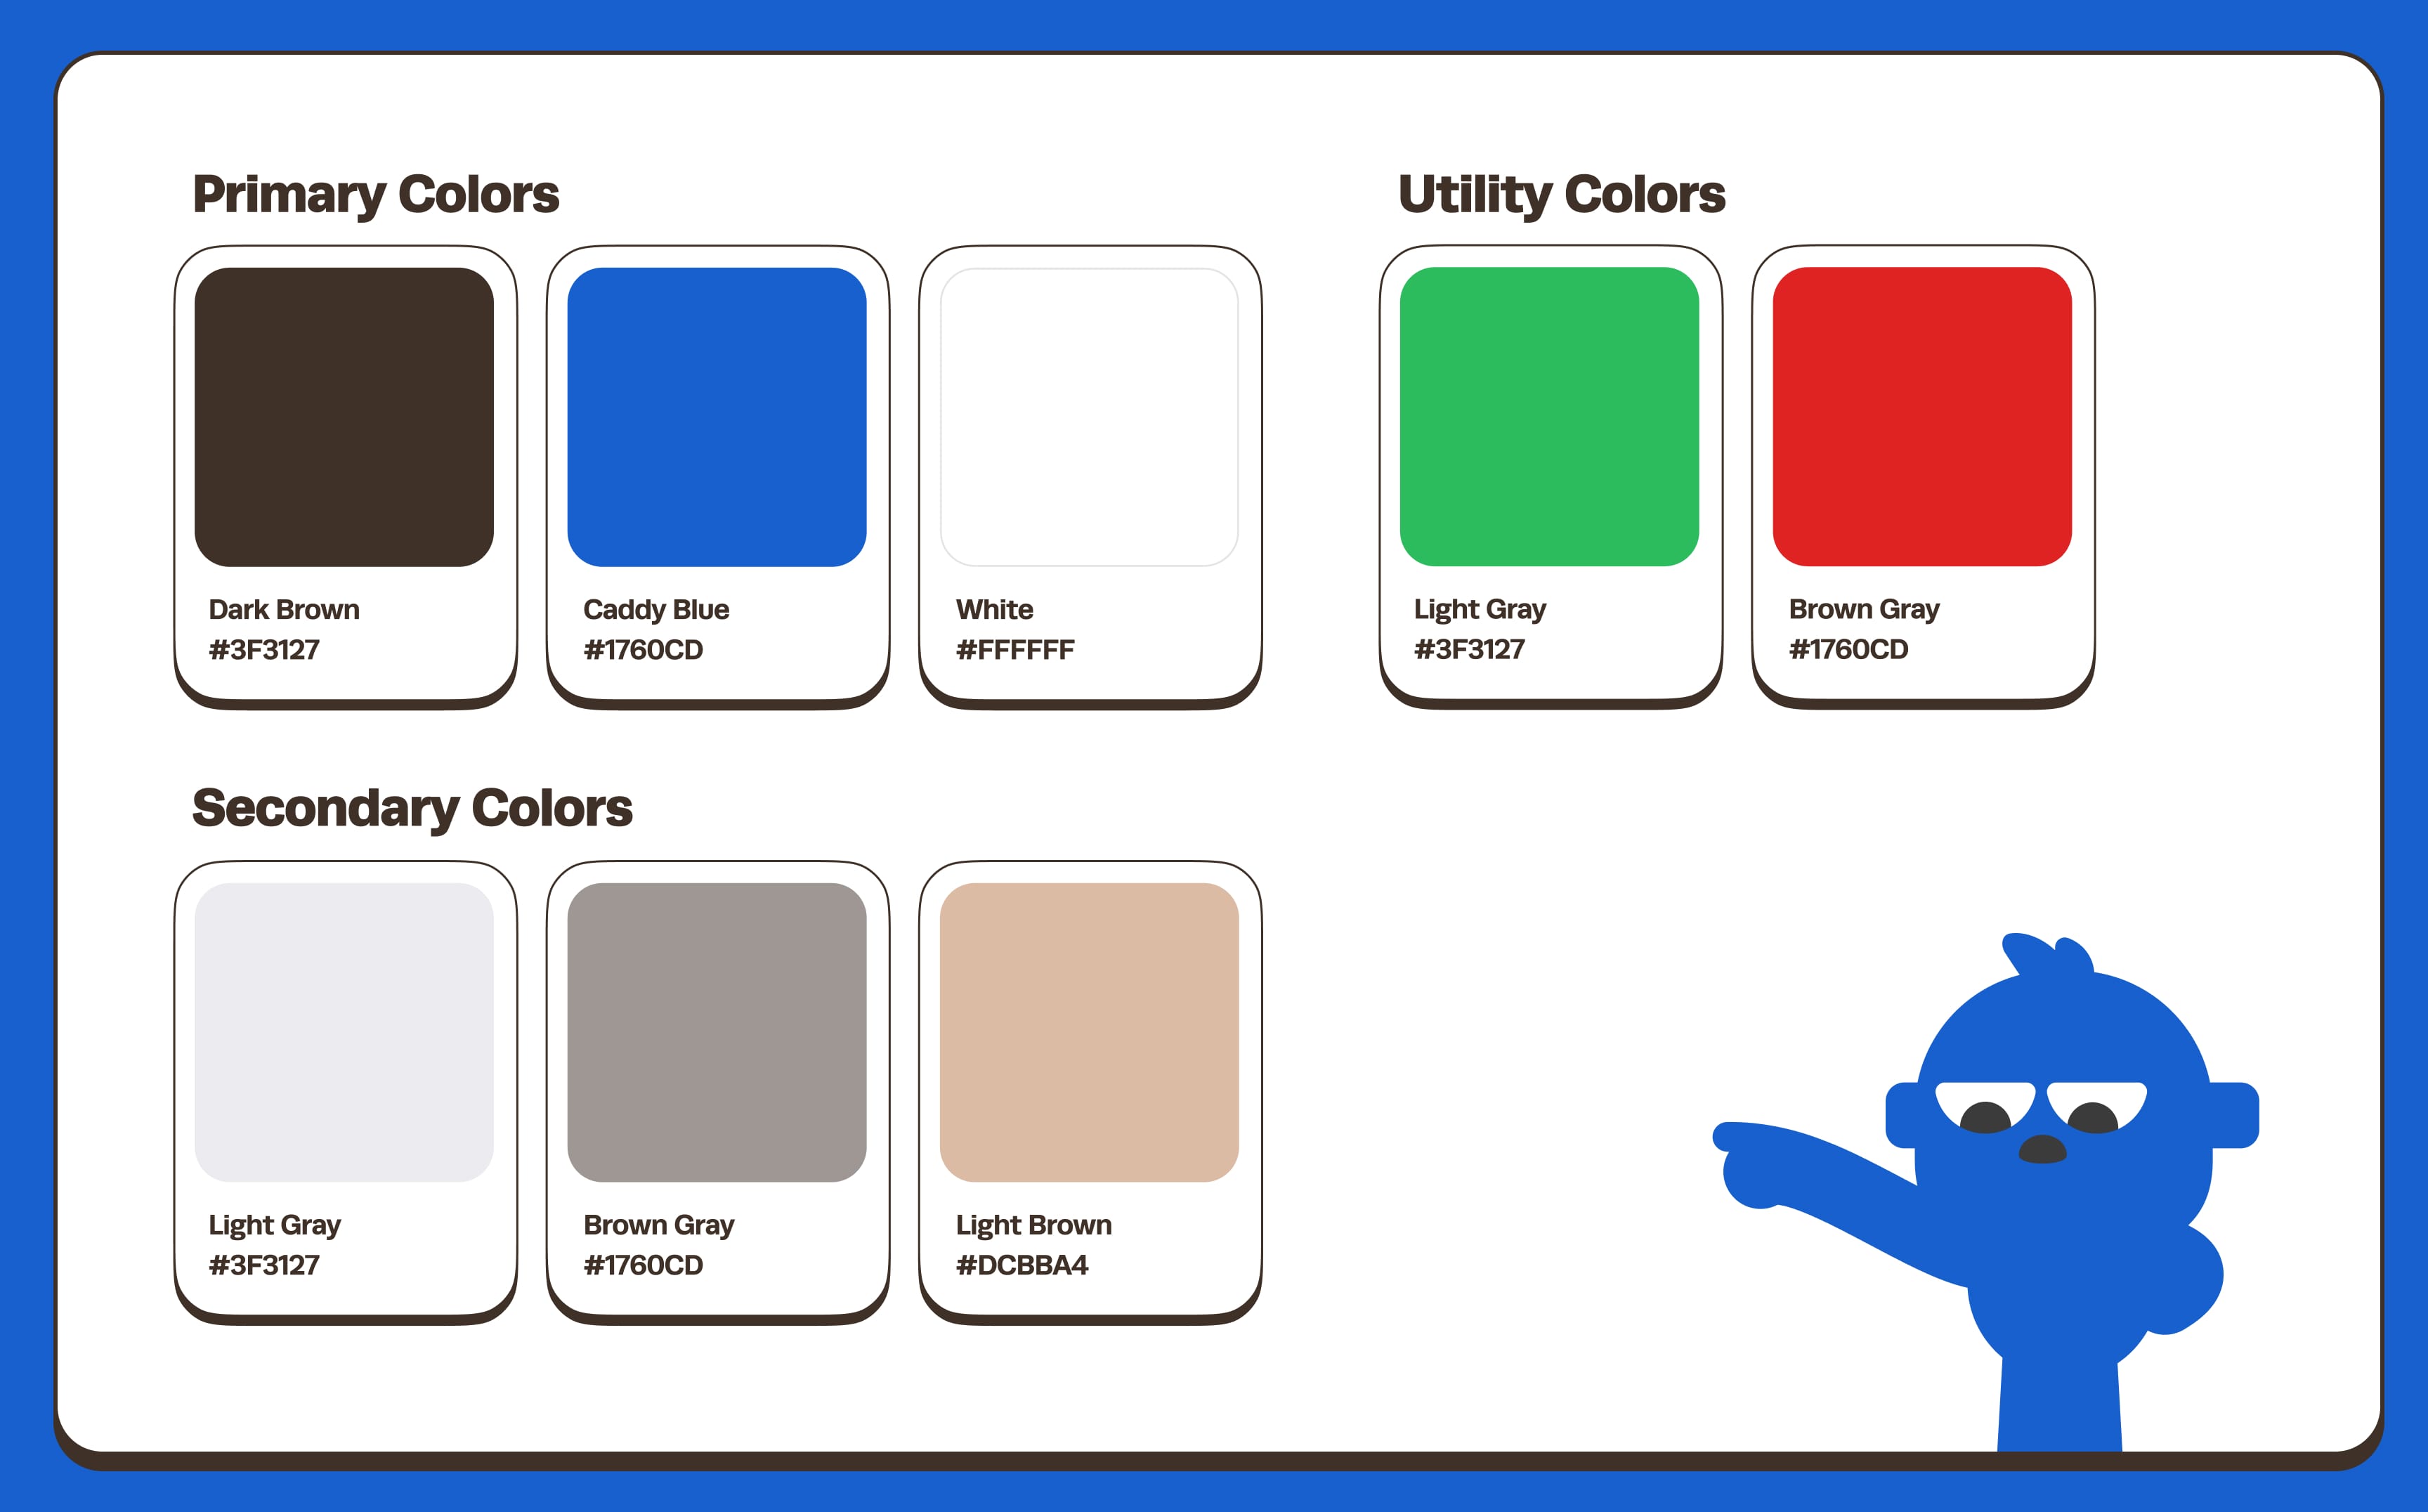 Primary Colors
Dark Brown
#3F3127
Caddy Blue
#1760CD
White
#FFFFFF
Utility Colors
Light Gray
#3F3127
Brown Gray
#1760CD
Secondary Colors
Light Gray
#3F3127
Brown Gray
#1760CD
Light Brown
#DCBBA4